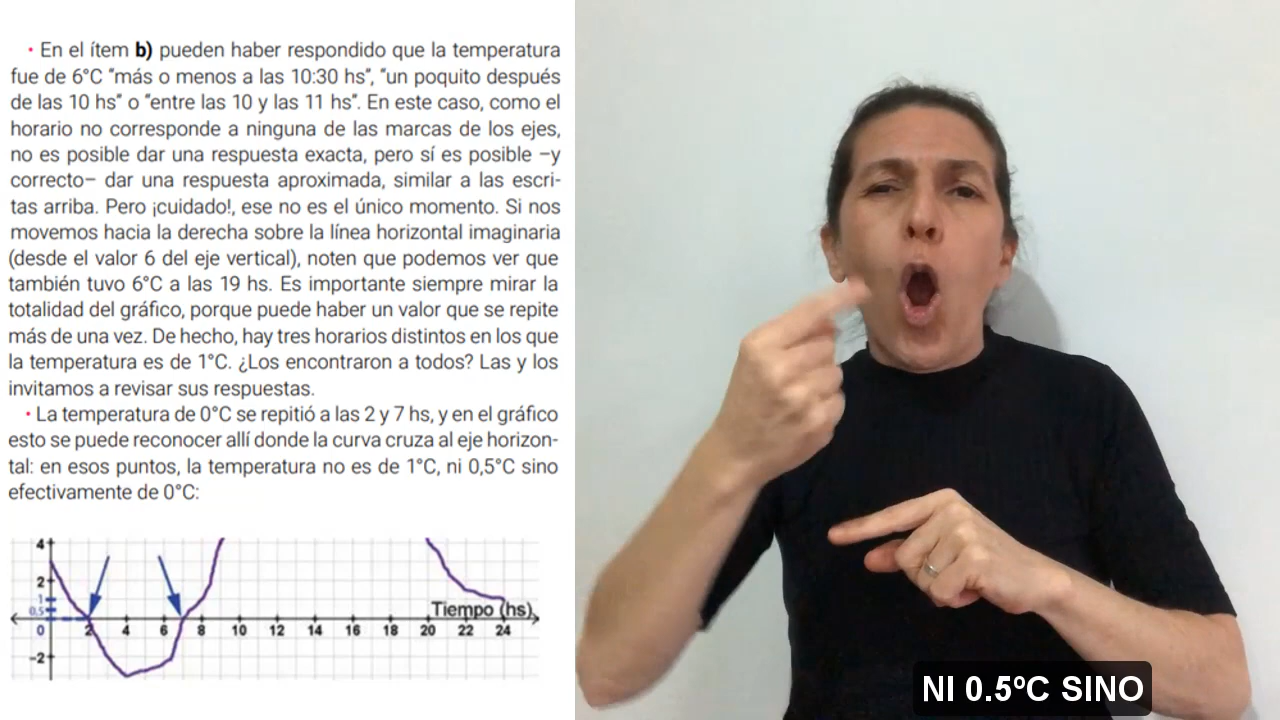 • En el ítem b) pueden haber respondido que la temperatura
fue de 6°C "más o menos a las 10:30 hs", "un poquito después
de las 10 hs" o "entre las 10 y las 11 hs". En este caso, como el
horario no corresponde a ninguna de las marcas de los ejes,
no es posible dar una respuesta exacta, pero sí es posible –y
correcto– dar una respuesta aproximada, similar a las escri-
tas arriba. Pero ¡cuidado!, ese no es el único momento. Si nos
movemos hacia la derecha sobre la línea horizontal imaginaria
(desde el valor 6 del eje vertical), noten que podemos ver que
también tuvo 6°C a las 19 hs. Es importante siempre mirar la
totalidad del gráfico, porque puede haber un valor que se repite
más de una vez. De hecho, hay tres horarios distintos en los que
la temperatura es de 1°C. ¿Los encontraron a todos? Las y los
invitamos a revisar sus respuestas.
• La temperatura de 0°C se repitió a las 2 y 7 hs, y en el gráfico
esto se puede reconocer allí donde la curva cruza al eje horizon-
tal: en esos puntos, la temperatura no es de 1°C, ni 0,5°C sino
efectivamente de 0°C:
4
2
1
0.5
Tiempo (hs)
0 2 4 6 8 10 12 14 16 18 20 22 24
-2
NI 0.5ºC SINO